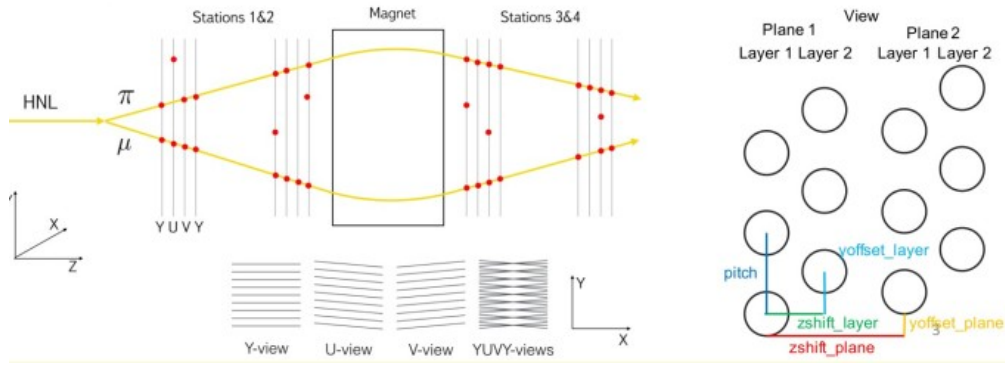 Stations 1&2
Magnet
Stations 3&4
HNL
π
μ
Y U V Y
Y
X
Z
Y-view
U-view
V-view
YUVY-views
Y
X
View
Plane 1
Plane 2
Layer 1 Layer 2
Layer 1 Layer 2
yoffset_layer
pitch
zshift_layer
3
yoffset_plane
zshift_plane